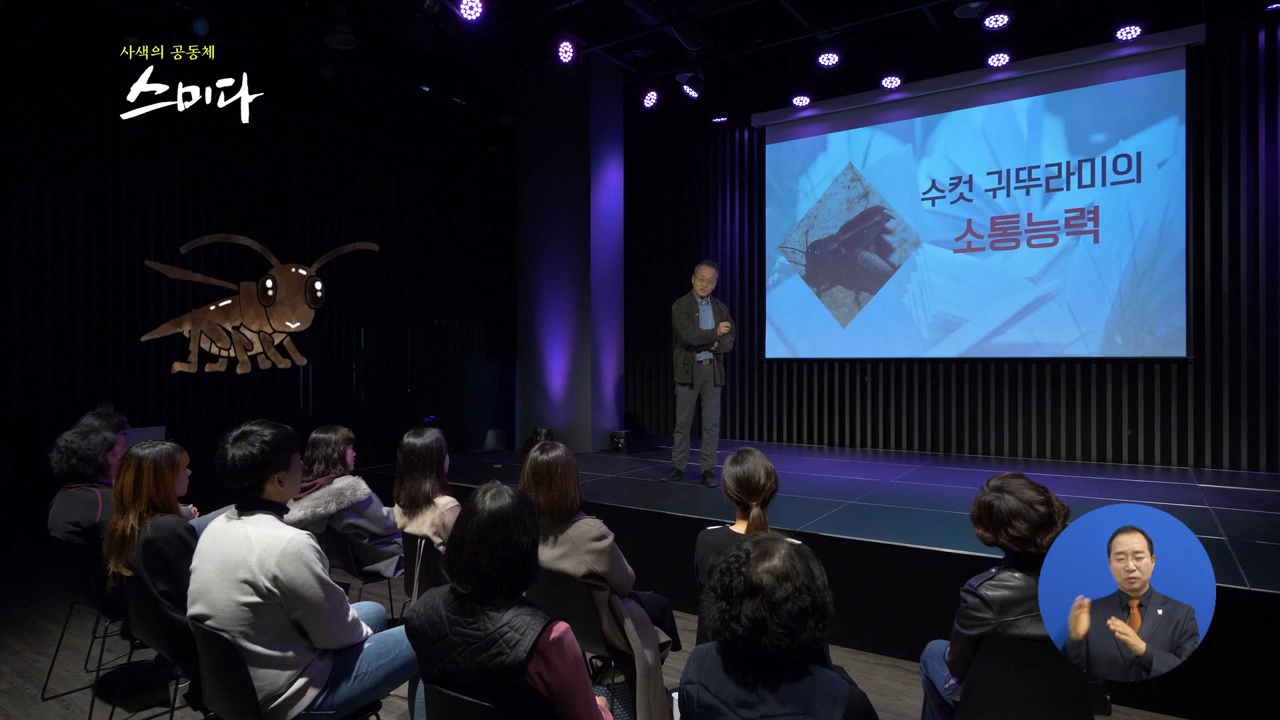 사색의 공동체
스미다
수컷 귀뚜라미의
소통능력